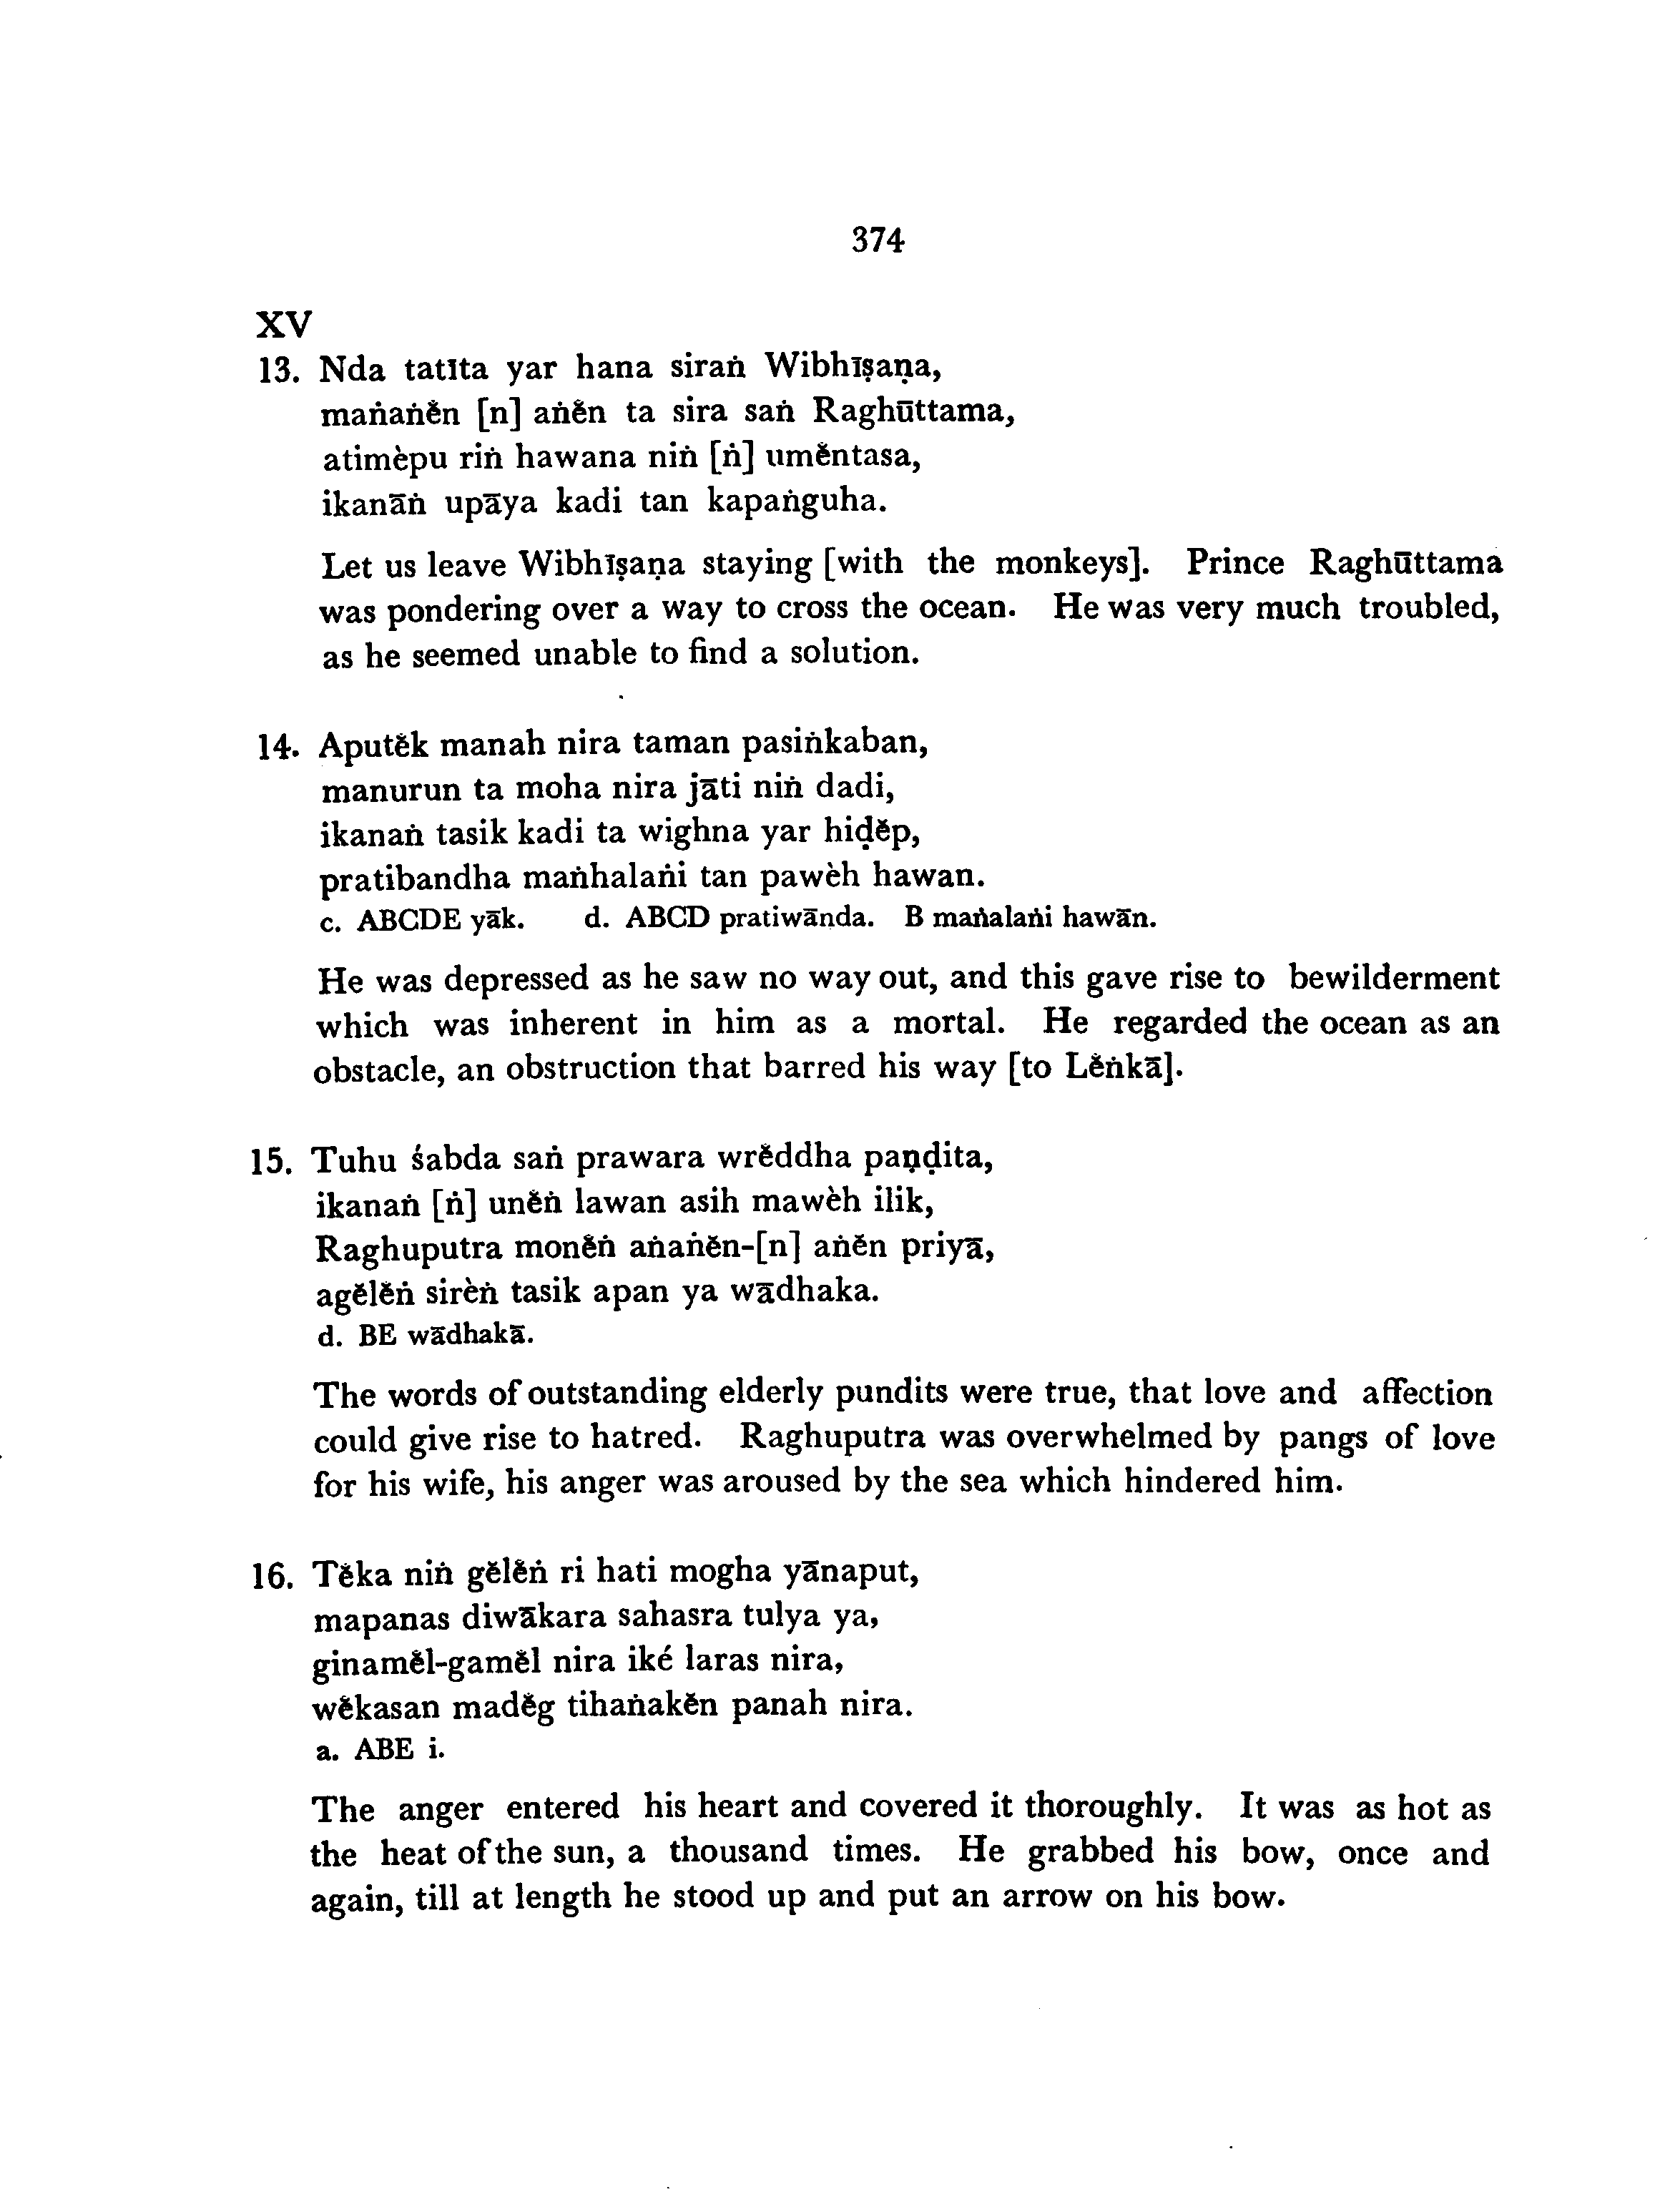 374
XV
13. Nda tatīta yar hana siraṅ Wibhīṣaṇa,
maṅaṅĕn [n] aṅĕn ta sira saṅ Raghūttama,
atimèpu riṅ hawana niṅ [ṅ] umĕntasa,
ikanāṅ upāya kadi tan kapaṅguha.
Let us leave Wibhīṣaṇa staying [with the monkeys]. Prince Raghūttama
was pondering over a way to cross the ocean. He was very much troubled,
as he seemed unable to find a solution.
14. Aputĕk manah nira taman pasiṅkaban,
manurun ta moha nira jāti niṅ dadi,
ikanaṅ tasik kadi ta wighna yar hiḍĕp,
pratibandha maṅhalaṅi tan pawèh hawan.
c. ABCDE yāk. d. ABCD pratiwānda. B maṅalaṅi hawān.
He was depressed as he saw no way out, and this gave rise to bewilderment
which was inherent in him as a mortal. He regarded the ocean as an
obstacle, an obstruction that barred his way [to Lĕṅkā].
15. Tuhu śabda saṅ prawara wrĕddha paṇḍita,
ikanaṅ [ṅ] unĕṅ lawan asih mawèh ilik,
Raghuputra monĕṅ aṅaṅĕn-[n] aṅĕn priyā,
agĕlĕṅ sirèṅ tasik apan ya wādhaka.
d. BE wādhakā.
The words of outstanding elderly pundits were true, that love and affection
could give rise to hatred. Raghuputra was overwhelmed by pangs of love
for his wife, his anger was aroused by the sea which hindered him.
16. Tĕka niṅ gĕlĕṅ ri hati mogha yānaput,
mapanas diwākara sahasra tulya ya,
ginamĕl-gamĕl nira iké laras nira,
wĕkasan madĕg tihaṅakĕn panah nira.
a. ABE i.
The anger entered his heart and covered it thoroughly. It was as hot as
the heat of the sun, a thousand times. He grabbed his bow, once and
again, till at length he stood up and put an arrow on his bow.